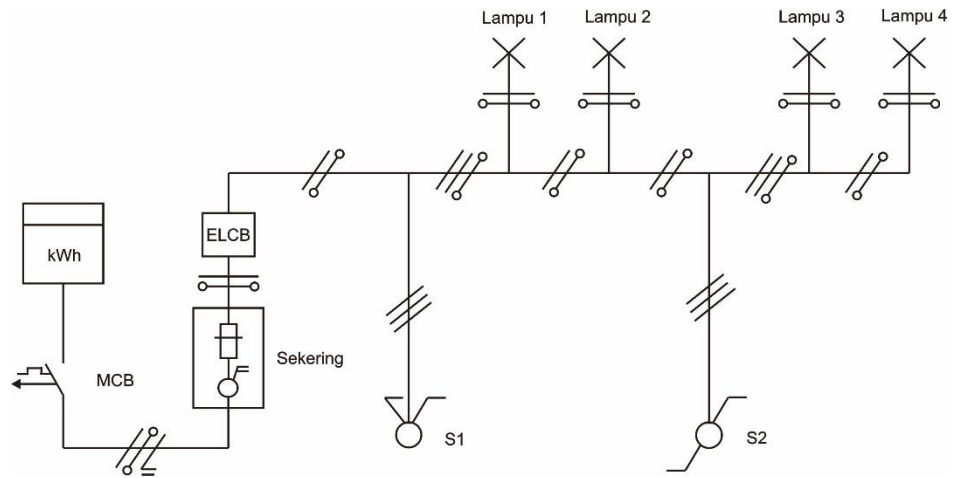 Lampu 1
Lampu 2
Lampu 3
Lampu 4
ELCB
kWh
Sekering
MCB
S1
S2